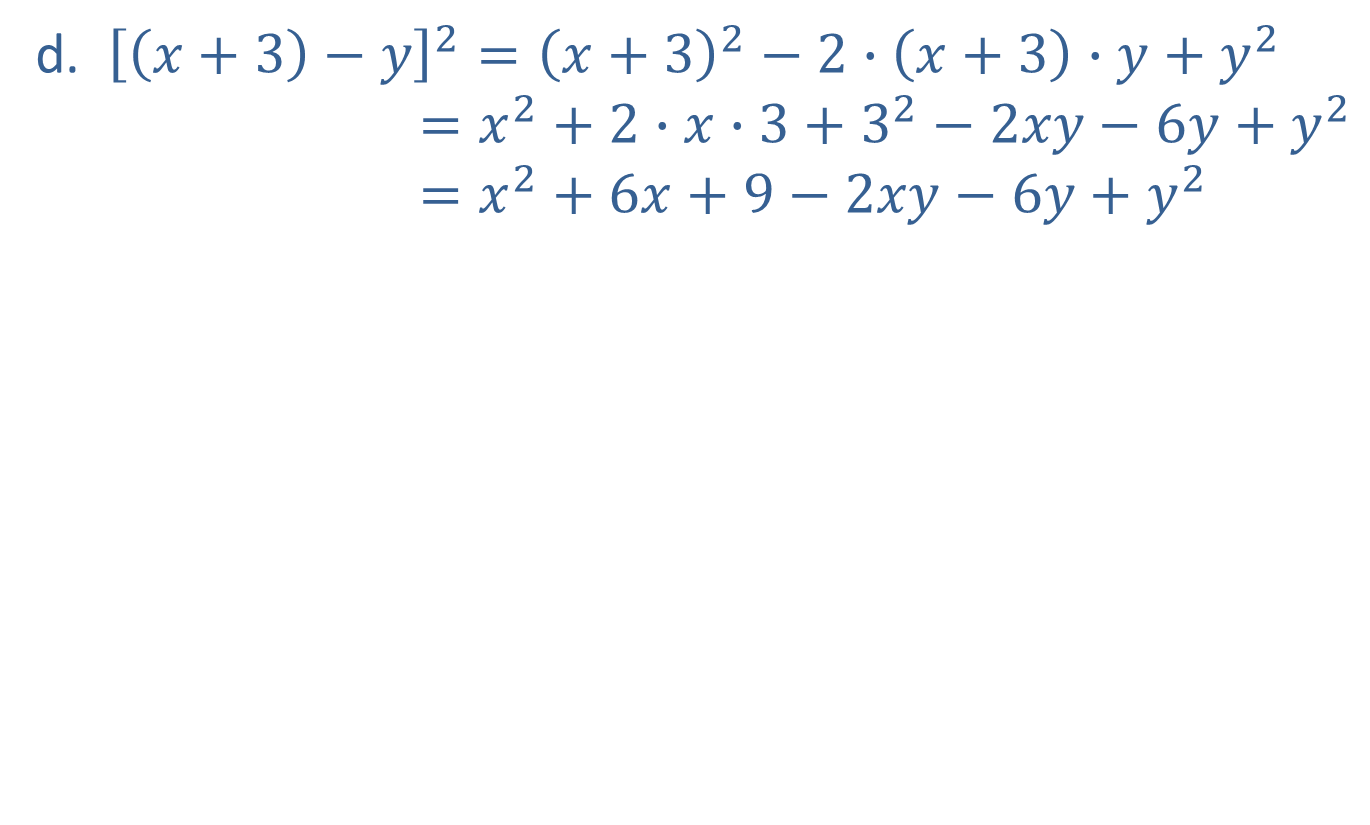 d. [(x + 3) − y]² = (x + 3)² − 2 · (x + 3) · y + y²
= x² + 2 · x · 3 + 3² − 2xy − 6y + y²
= x² + 6x + 9 − 2xy − 6y + y²